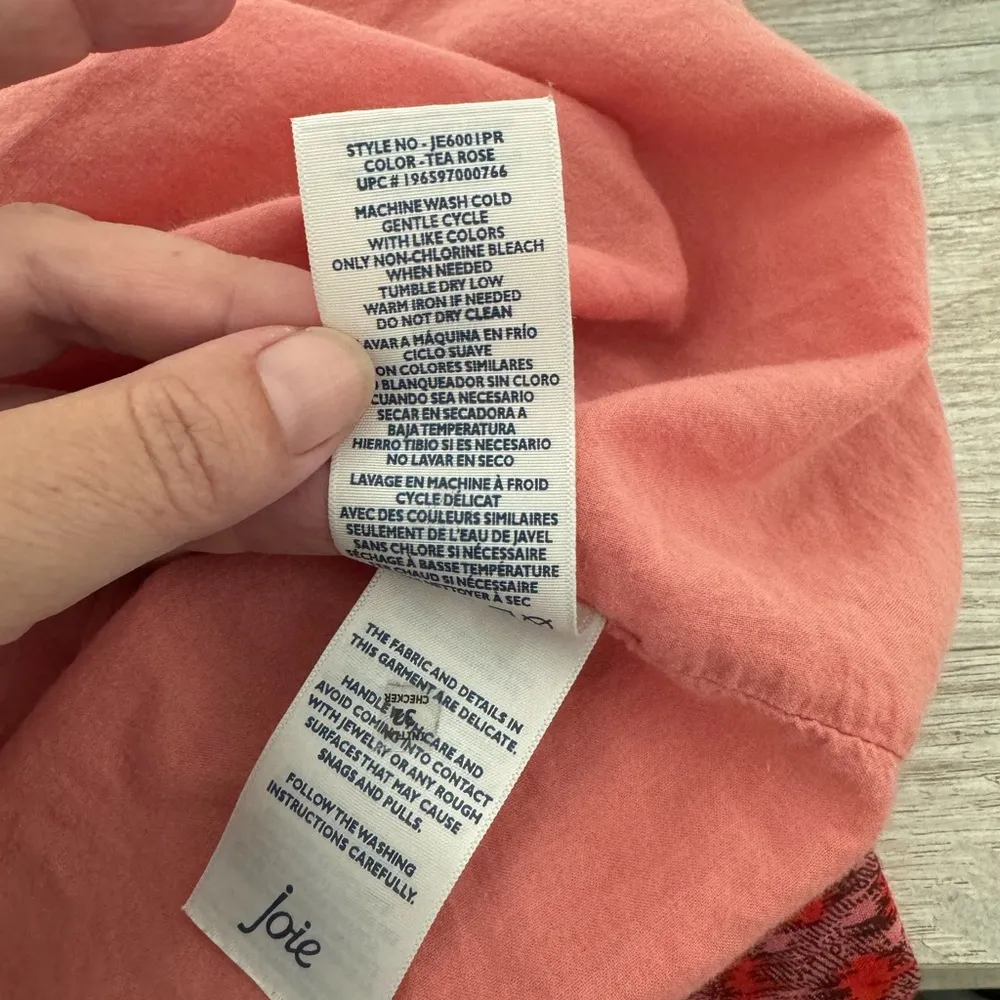 STYLE NO - JE6001PR
COLOR - TEA ROSE
UPC # 196597000766
MACHINE WASH COLD
GENTLE CYCLE
WITH LIKE COLORS
ONLY NON-CHLORINE BLEACH
WHEN NEEDED
TUMBLE DRY LOW
WARM IRON IF NEEDED
DO NOT DRY CLEAN
A MÁQUINA EN FRÍO
CICLO SUAVE
COLORES SIMILARES
BLANQUEADOR SIN CLORO
CUANDO SEA NECESARIO
SECAR EN SECADORA A
BAJA TEMPERATURA
HIERRO TIBIO SI ES NECESARIO
NO LAVAR EN SECO
LAVAGE EN MACHINE À FROID
CYCLE DÉLICAT
AVEC DES COULEURS SIMILAIRES
SEULEMENT DE L'EAU DE JAVEL
SANS CHLORE SI NÉCESSAIRE
SÉCHAGE À BASSE TEMPÉRATURE
CHAUD SI NÉCESSAIRE
À SEC
THE FABRIC AND DETAILS IN
THIS GARMENT ARE DELICATE.
HANDLE CARE AND
AVOID COMING INTO CONTACT
WITH JEWELRY OR ANY ROUGH
SURFACES THAT MAY CAUSE
SNAGS AND PULLS.
FOLLOW THE WASHING
INSTRUCTIONS CAREFULLY.
CHECKER
joie